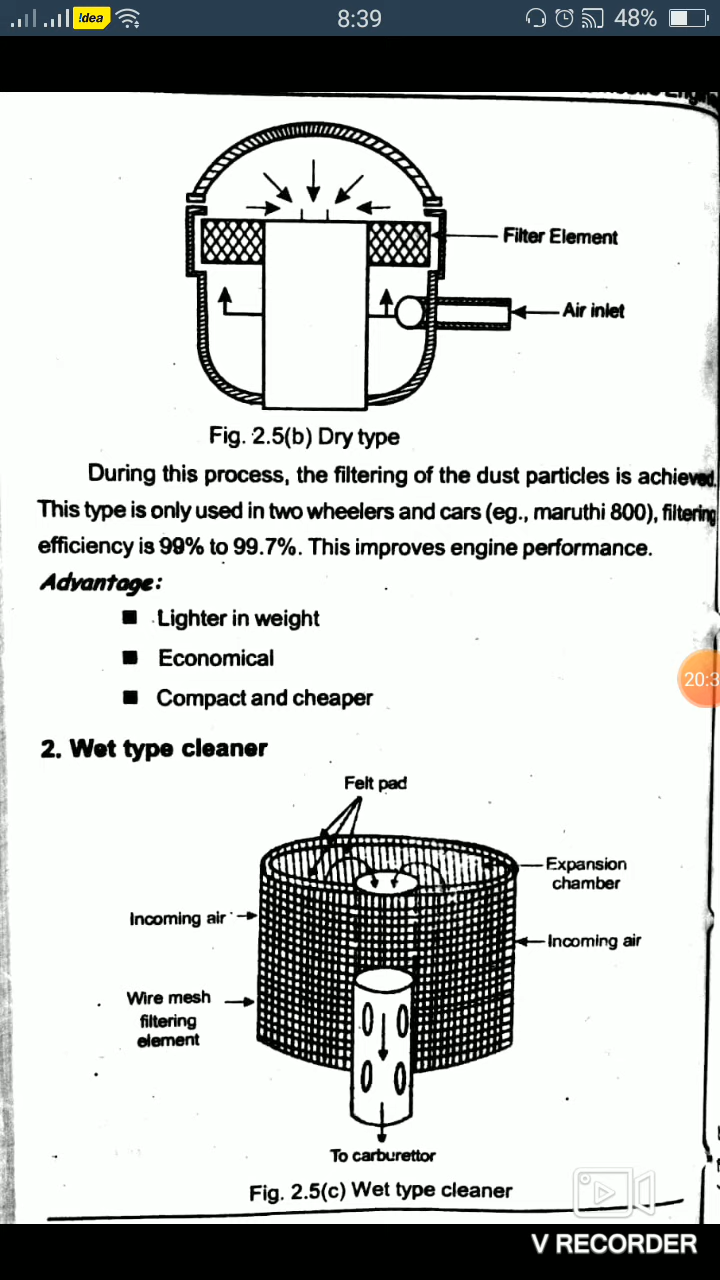 !dea
8:39
48%
Filter Element
Air inlet
Fig. 2.5(b) Dry type
During this process, the filtering of the dust particles is achieved.
This type is only used in two wheelers and cars (eg., maruthi 800), filtering
efficiency is 99% to 99.7%. This improves engine performance.
Advantage:
Lighter in weight
Economical
20:3
Compact and cheaper
2. Wet type cleaner
Felt pad
Expansion
chamber
Incoming air
Incoming air
Wire mesh
filtering
element
To carburettor
Fig. 2.5(c) Wet type cleaner
V RECORDER